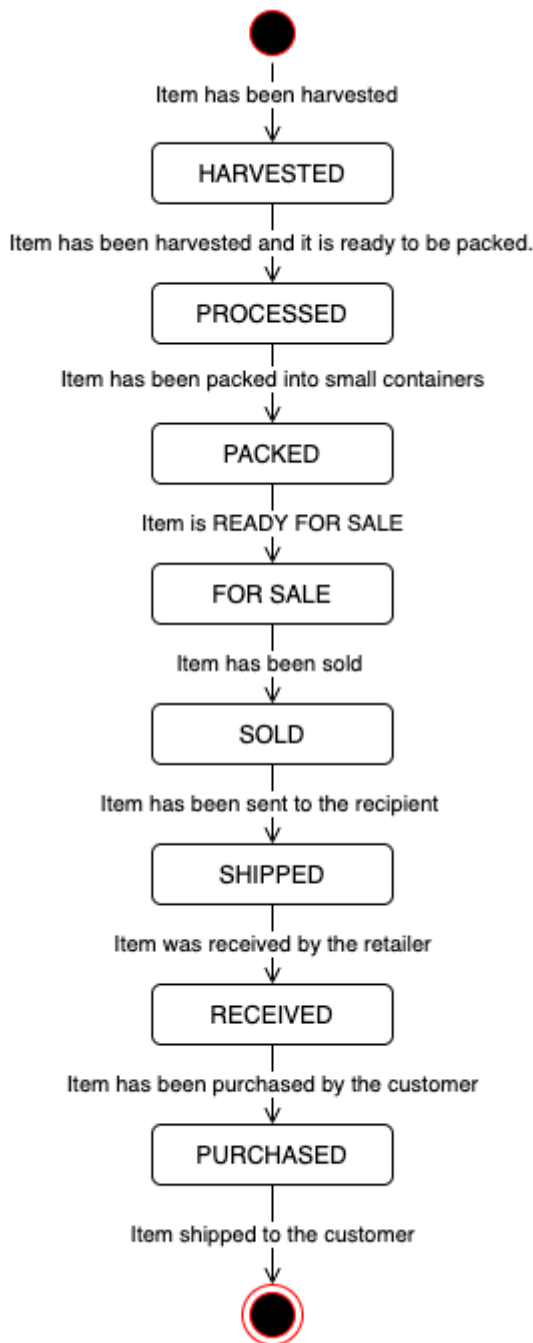 Item has been harvested
HARVESTED
Item has been harvested and it is ready to be packed.
PROCESSED
Item has been packed into small containers
PACKED
Item is READY FOR SALE
FOR SALE
Item has been sold
SOLD
Item has been sent to the recipient
SHIPPED
Item was received by the retailer
RECEIVED
Item has been purchased by the customer
PURCHASED
Item shipped to the customer